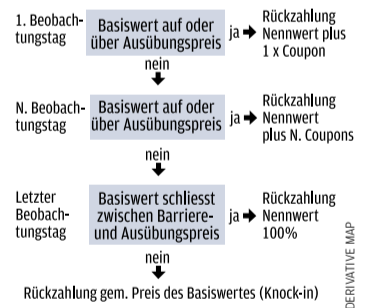 1. Beobach-
tungstag
Basiswert auf oder
über Ausübungspreis
ja
Rückzahlung
Nennwert plus
1 x Coupon
nein
N. Beobach-
tungstag
Basiswert auf oder
über Ausübungspreis
ja
Rückzahlung
Nennwert
plus N. Coupons
nein
Letzter
Beobach-
tungstag
Basiswert schliesst
zwischen Barriere-
und Ausübungspreis
ja
Rückzahlung
Nennwert
100%
nein
Rückzahlung gem. Preis des Basiswertes (Knock-in)
DERIVATIVE MAP